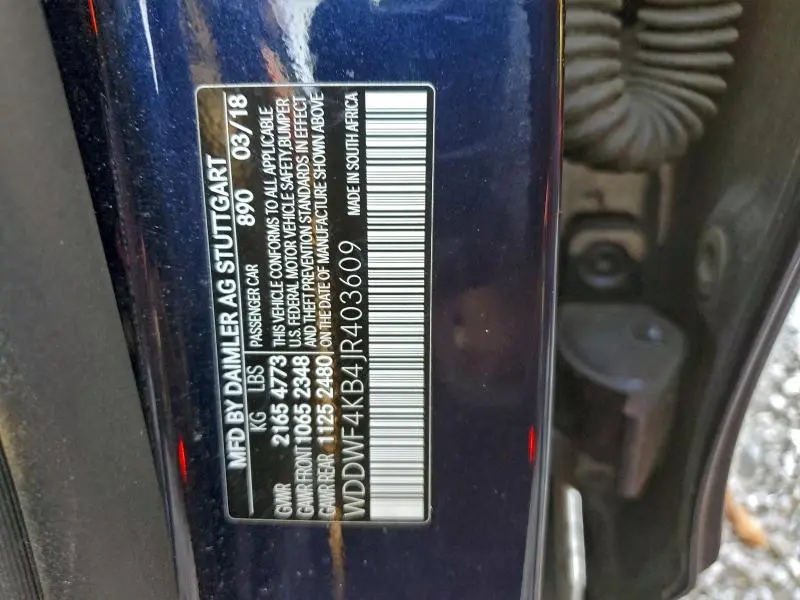 MFD BY DAIMLER AG STUTTGART
890 03/18
KG LBS PASSENGER CAR
GVWR 2165 4773 THIS VEHICLE CONFORMS TO ALL APPLICABLE
U.S. FEDERAL MOTOR VEHICLE SAFETY, BUMPER
GAWR FRONT 1065 2348 AND THEFT PREVENTION STANDARDS IN EFFECT
GAWR REAR 1125 2480 ON THE DATE OF MANUFACTURE SHOWN ABOVE
WDDWF4KB4JR403609 MADE IN SOUTH AFRICA